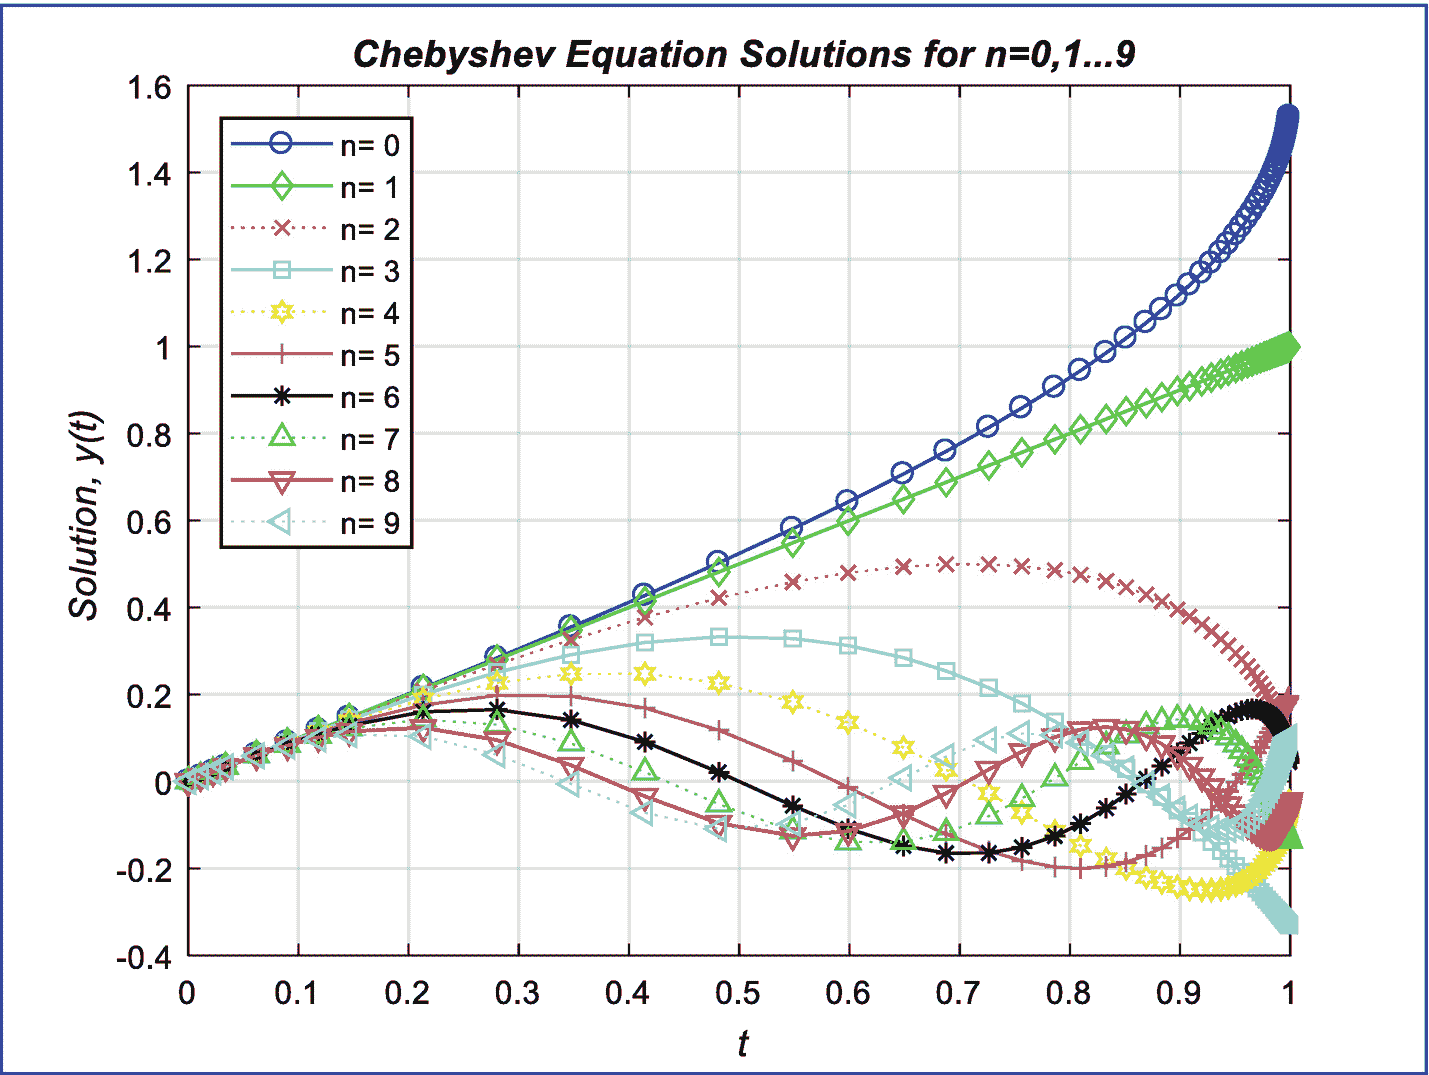 Chebyshev Equation Solutions for n=0,1...9
1.6
1.4
1.2
1
0.8
0.6
0.4
0.2
0
-0.2
-0.4
Solution, y(t)
n= 0
n= 1
n= 2
n= 3
n= 4
n= 5
n= 6
n= 7
n= 8
n= 9
0 0.1 0.2 0.3 0.4 0.5 0.6 0.7 0.8 0.9 1
t